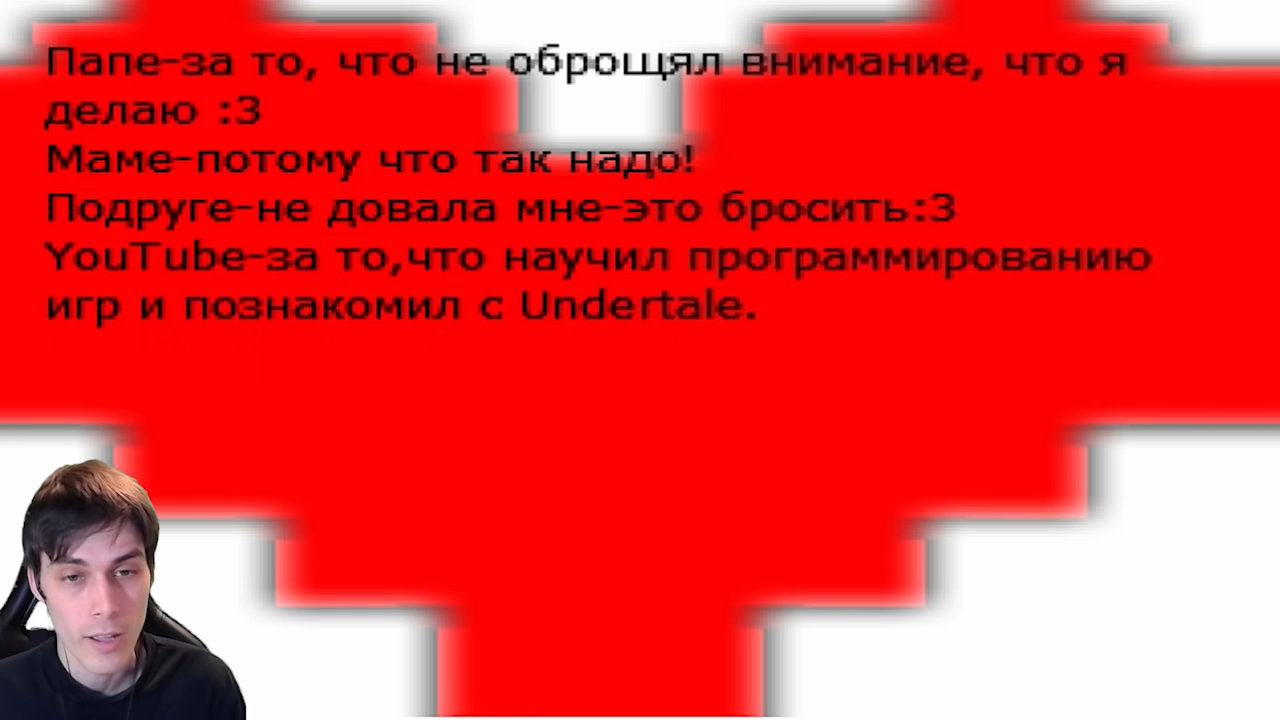 Папе-за то, что не оброщял внимание, что я
делаю :3
Маме-потому что так надо!
Подруге-не довала мне-это бросить:3
YouTube-за то,что научил программированию
игр и познакомил с Undertale.